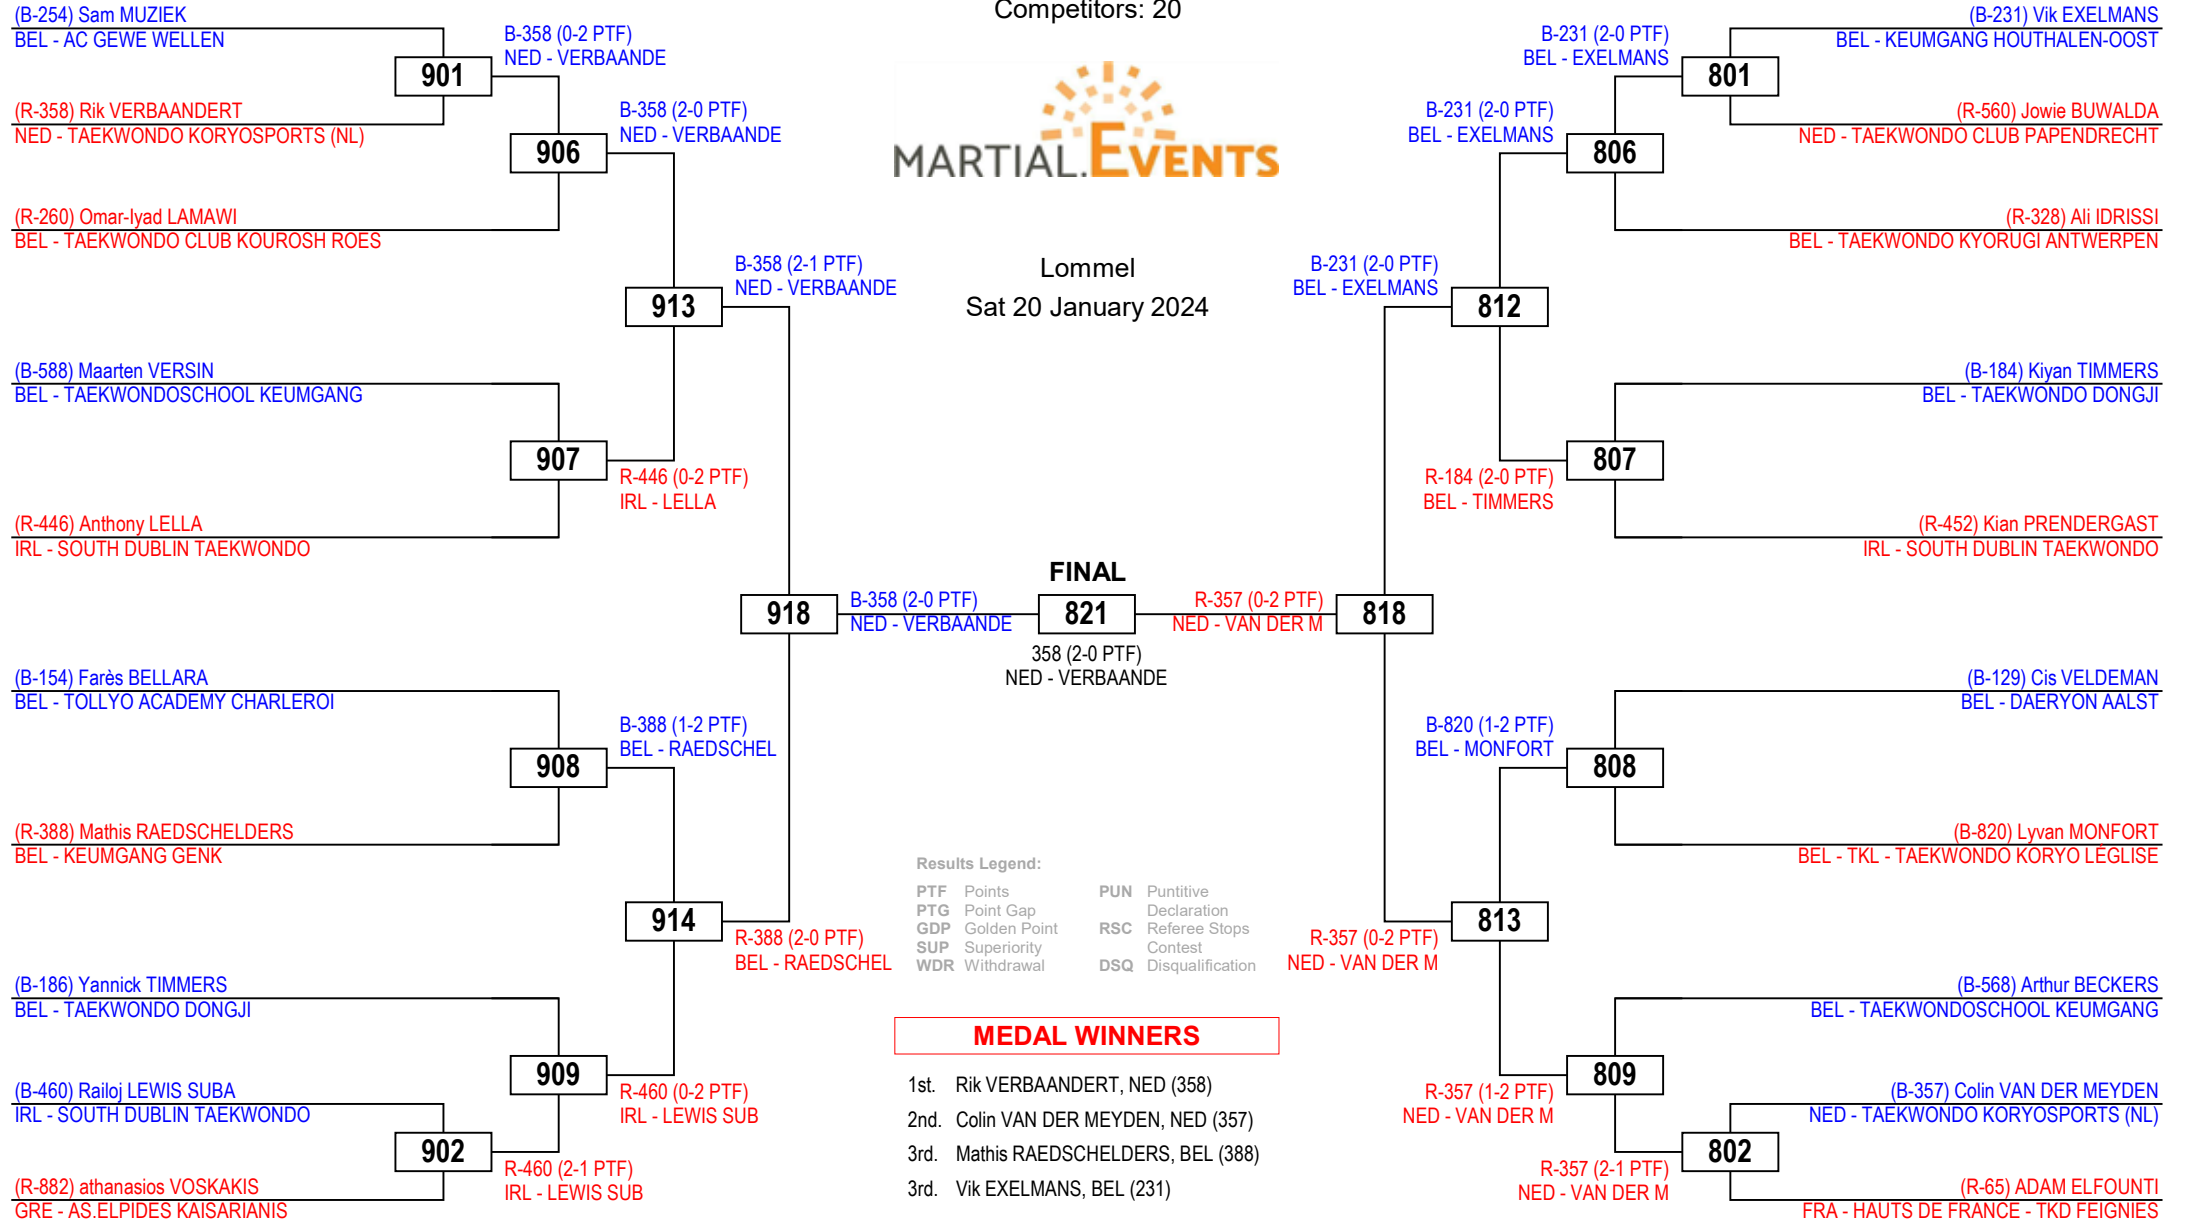 Competitors: 20
MARTIAL.EVENTS
Lommel
Sat 20 January 2024
(B-254) Sam MUZIEK
BEL - AC GEWE WELLEN
901
(R-358) Rik VERBAANDERT
NED - TAEKWONDO KORYOSPORTS (NL)
B-358 (0-2 PTF)
NED - VERBAANDE
906
(R-260) Omar-Iyad LAMAWI
BEL - TAEKWONDO CLUB KOUROSH ROES
B-358 (2-0 PTF)
NED - VERBAANDE
913
B-358 (2-1 PTF)
NED - VERBAANDE
(B-588) Maarten VERSIN
BEL - TAEKWONDOSCHOOL KEUMGANG
907
R-446 (0-2 PTF)
IRL - LELLA
(R-446) Anthony LELLA
IRL - SOUTH DUBLIN TAEKWONDO
918
B-358 (2-0 PTF)
NED - VERBAANDE
(B-154) Farès BELLARA
BEL - TOLLYO ACADEMY CHARLEROI
908
B-388 (1-2 PTF)
BEL - RAEDSCHEL
(R-388) Mathis RAEDSCHELDERS
BEL - KEUMGANG GENK
914
R-388 (2-0 PTF)
BEL - RAEDSCHEL
(B-186) Yannick TIMMERS
BEL - TAEKWONDO DONGJI
909
R-460 (0-2 PTF)
IRL - LEWIS SUB
(B-460) Railoj LEWIS SUBA
IRL - SOUTH DUBLIN TAEKWONDO
902
R-460 (2-1 PTF)
IRL - LEWIS SUB
(R-882) athanasios VOSKAKIS
GRE - AS.ELPIDES KAISARIANIS
FINAL
821
358 (2-0 PTF)
NED - VERBAANDE
(B-231) Vik EXELMANS
BEL - KEUMGANG HOUTHALEN-OOST
B-231 (2-0 PTF)
BEL - EXELMANS
801
(R-560) Jowie BUWALDA
NED - TAEKWONDO CLUB PAPENDRECHT
B-231 (2-0 PTF)
BEL - EXELMANS
806
(R-328) Ali IDRISSI
BEL - TAEKWONDO KYORUGI ANTWERPEN
B-231 (2-0 PTF)
BEL - EXELMANS
812
(B-184) Kiyan TIMMERS
BEL - TAEKWONDO DONGJI
807
R-184 (2-0 PTF)
BEL - TIMMERS
(R-452) Kian PRENDERGAST
IRL - SOUTH DUBLIN TAEKWONDO
R-357 (0-2 PTF)
NED - VAN DER M
818
(B-129) Cis VELDEMAN
BEL - DAERYON AALST
B-820 (1-2 PTF)
BEL - MONFORT
808
(B-820) Lyvan MONFORT
BEL - TKL - TAEKWONDO KORYO LÉGLISE
813
R-357 (0-2 PTF)
NED - VAN DER M
(B-568) Arthur BECKERS
BEL - TAEKWONDOSCHOOL KEUMGANG
809
R-357 (1-2 PTF)
NED - VAN DER M
(B-357) Colin VAN DER MEYDEN
NED - TAEKWONDO KORYOSPORTS (NL)
802
R-357 (2-1 PTF)
NED - VAN DER M
(R-65) ADAM ELFOUNTI
FRA - HAUTS DE FRANCE - TKD FEIGNIES
Results Legend:
PTF Points
PTG Point Gap
GDP Golden Point
SUP Superiority
WDR Withdrawal
PUN Puntitive
Declaration
RSC Referee Stops
Contest
DSQ Disqualification
MEDAL WINNERS
1st. Rik VERBAANDERT, NED (358)
2nd. Colin VAN DER MEYDEN, NED (357)
3rd. Mathis RAEDSCHELDERS, BEL (388)
3rd. Vik EXELMANS, BEL (231)